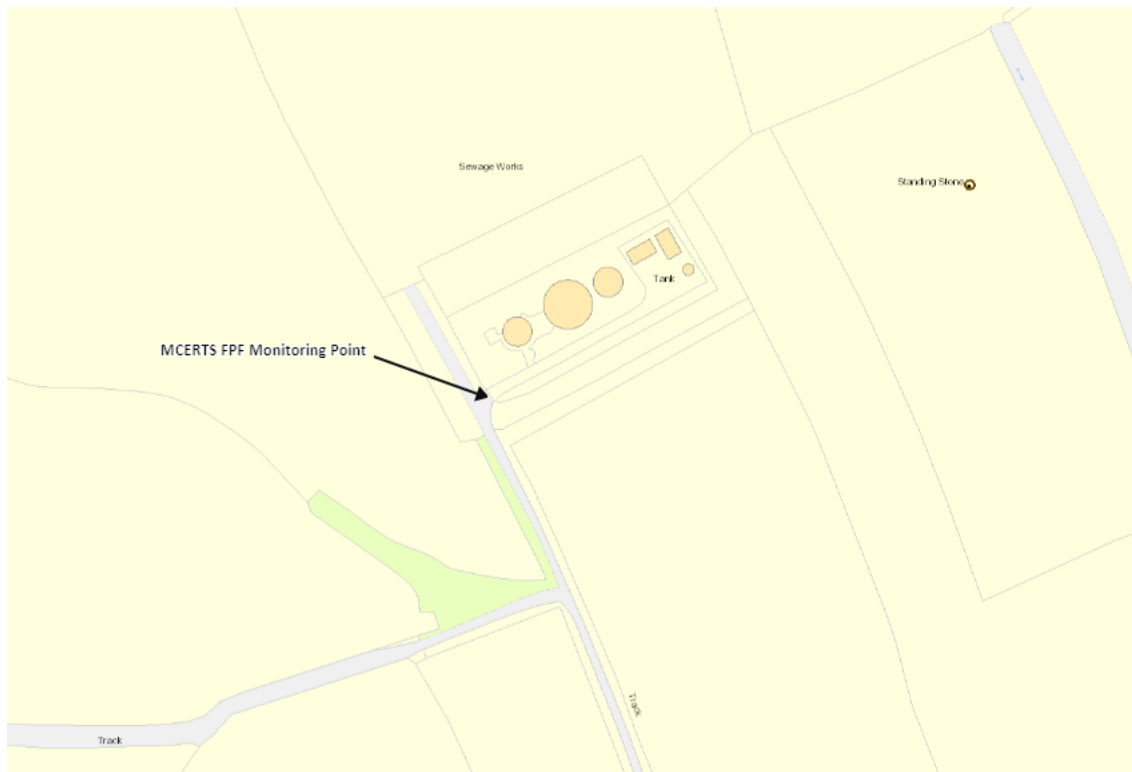 Sewage Works
Standing Stone
Tank
MCERTS FPF Monitoring Point
Track
Track